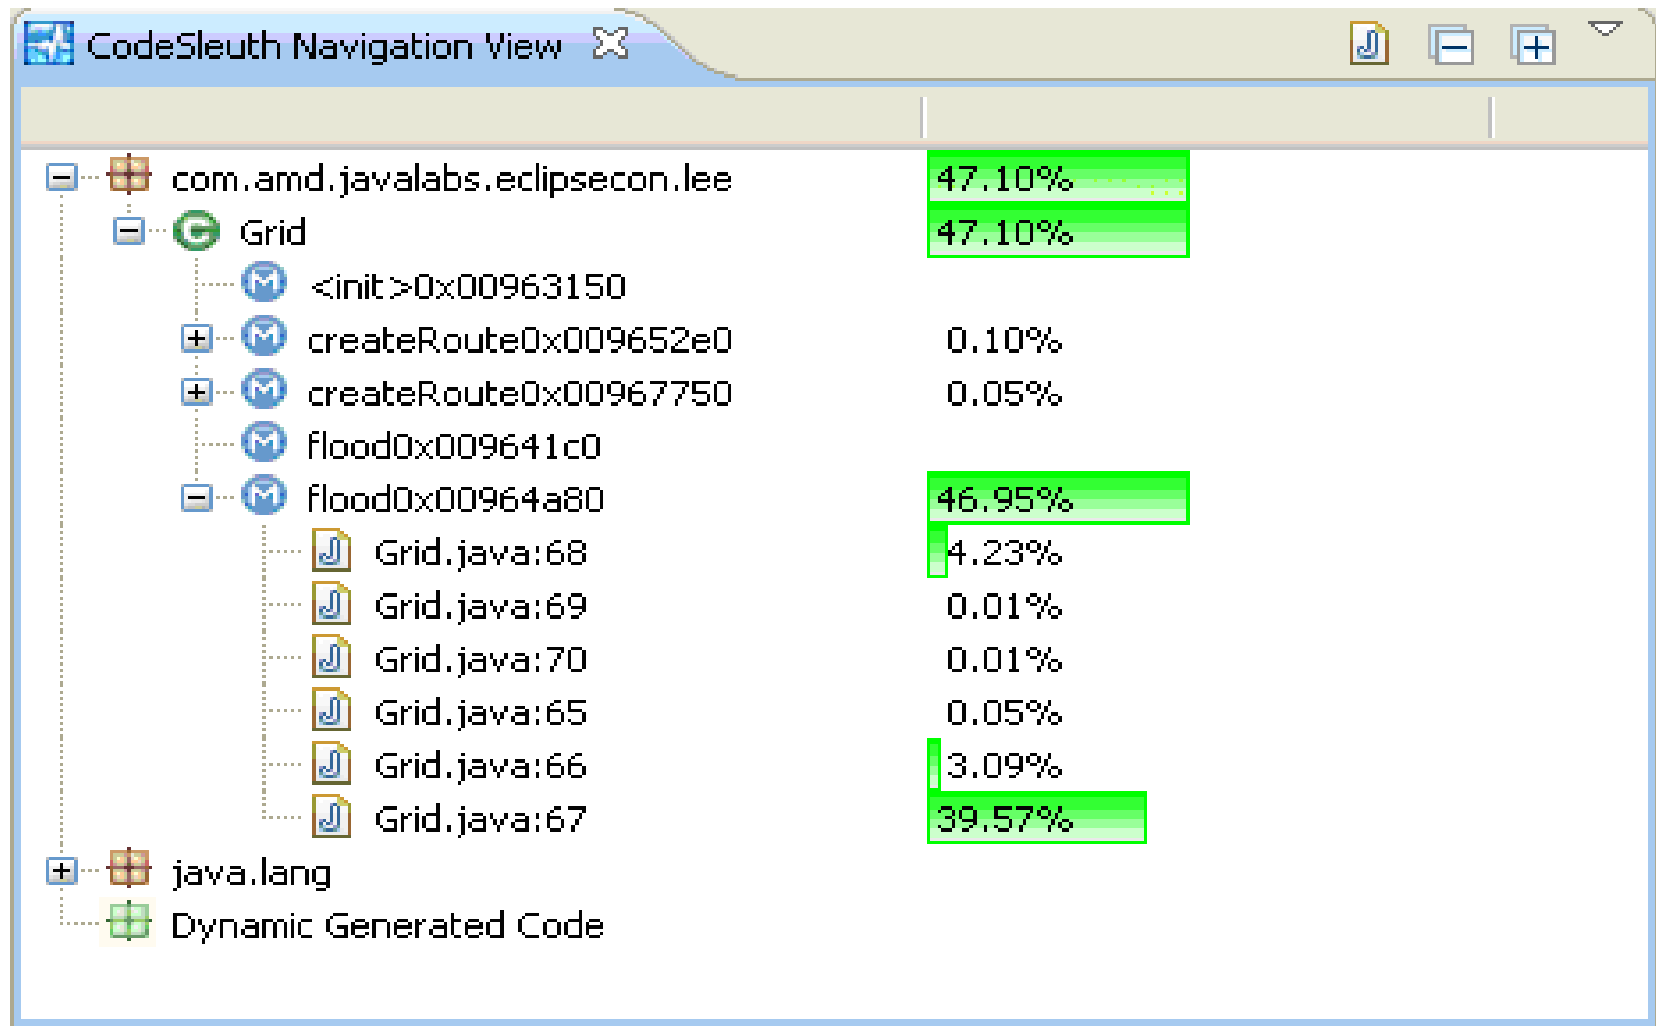 CodeSleuth Navigation View
com.amd.javalabs.eclipsecon.lee 47.10%
Grid 47.10%
<init>0x00963150
createRoute0x009652e0 0.10%
createRoute0x00967750 0.05%
flood0x009641c0
flood0x00964a80 46.95%
Grid.java:68 4.23%
Grid.java:69 0.01%
Grid.java:70 0.01%
Grid.java:65 0.05%
Grid.java:66 3.09%
Grid.java:67 39.57%
java.lang
Dynamic Generated Code